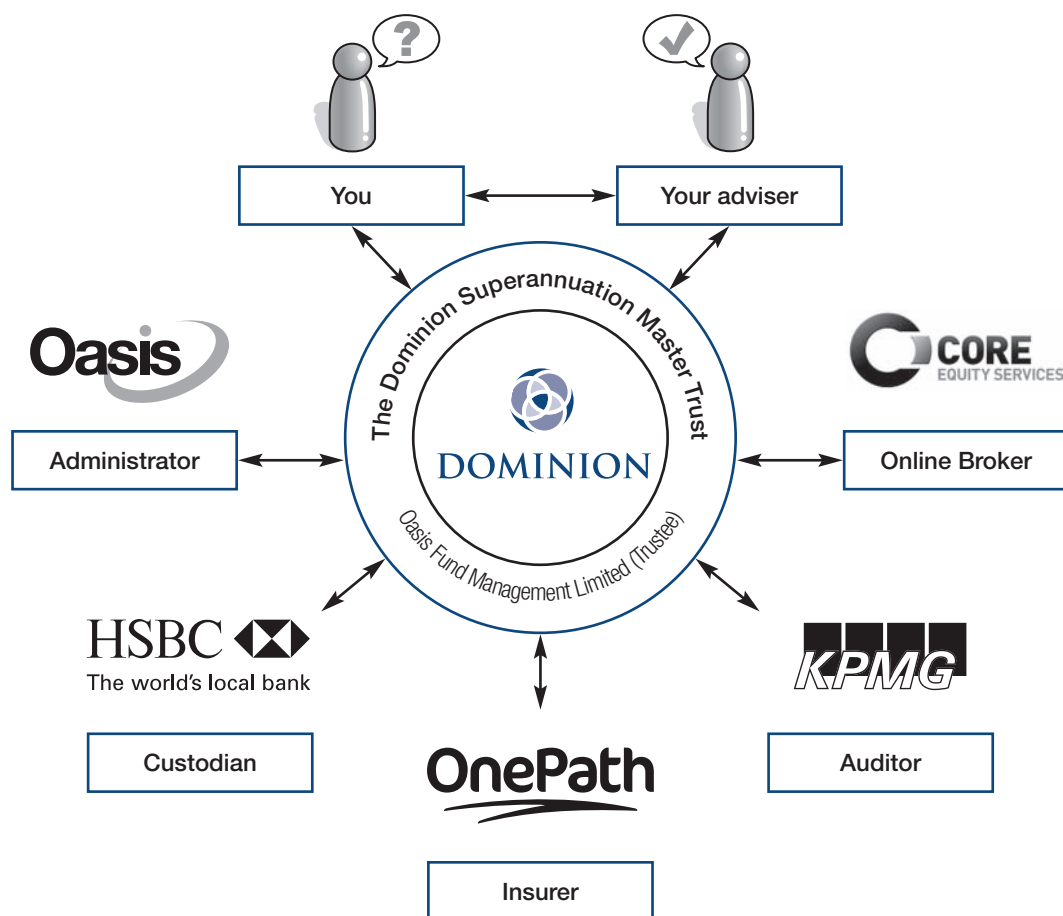 ?
You
Your adviser
The Dominion Superannuation Master Trust
DOMINION
Oasis Fund Management Limited (Trustee)
Oasis
Administrator
CORE
EQUITY SERVICES
Online Broker
HSBC
The world's local bank
Custodian
OnePath
Insurer
KPMG
Auditor